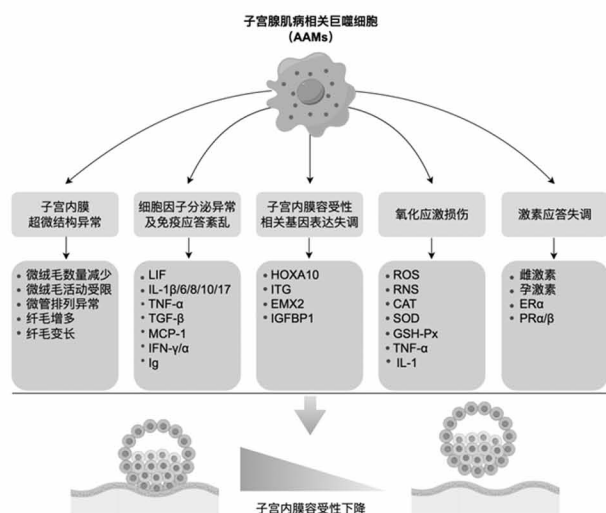 子宫腺肌病相关巨噬细胞
（AAMs）
子宫内膜
超微结构异常
• 微绒毛数量减少
• 微绒毛活动受限
• 微管排列异常
• 纤毛增多
• 纤毛变长
细胞因子分泌异常
及免疫应答紊乱
• LIF
• IL-1β/6/8/10/17
• TNF-α
• TGF-β
• MCP-1
• IFN-γ/α
• Ig
子宫内膜容受性
相关基因表达失调
• HOXA10
• ITG
• EMX2
• IGFBP1
氧化应激损伤
• ROS
• RNS
• CAT
• SOD
• GSH-Px
• TNF-α
• IL-1
激素应答失调
• 雌激素
• 孕激素
• ERα
• PRα/β
子宫内膜容受性下降